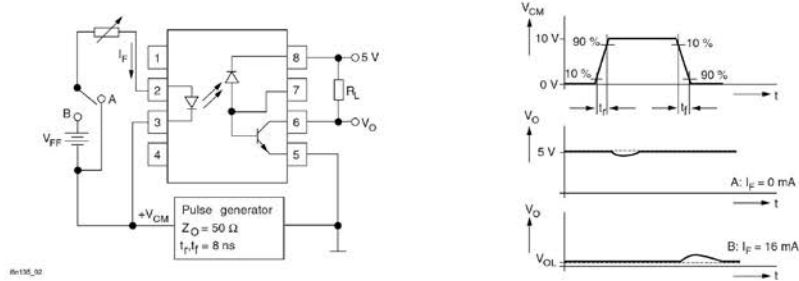 I_F
1
2
3
4
8
7
6
5
5 V
R_L
V_O
A
B
V_FF
+V_CM
Pulse generator
Z_O = 50 Ω
t_r,t_f = 8 ns
V_CM
10 V
90 %
10 %
10 %
90 %
0 V
t_r
t_f
t
V_O
5 V
A: I_F = 0 mA
t
V_O
B: I_F = 16 mA
V_OL
t